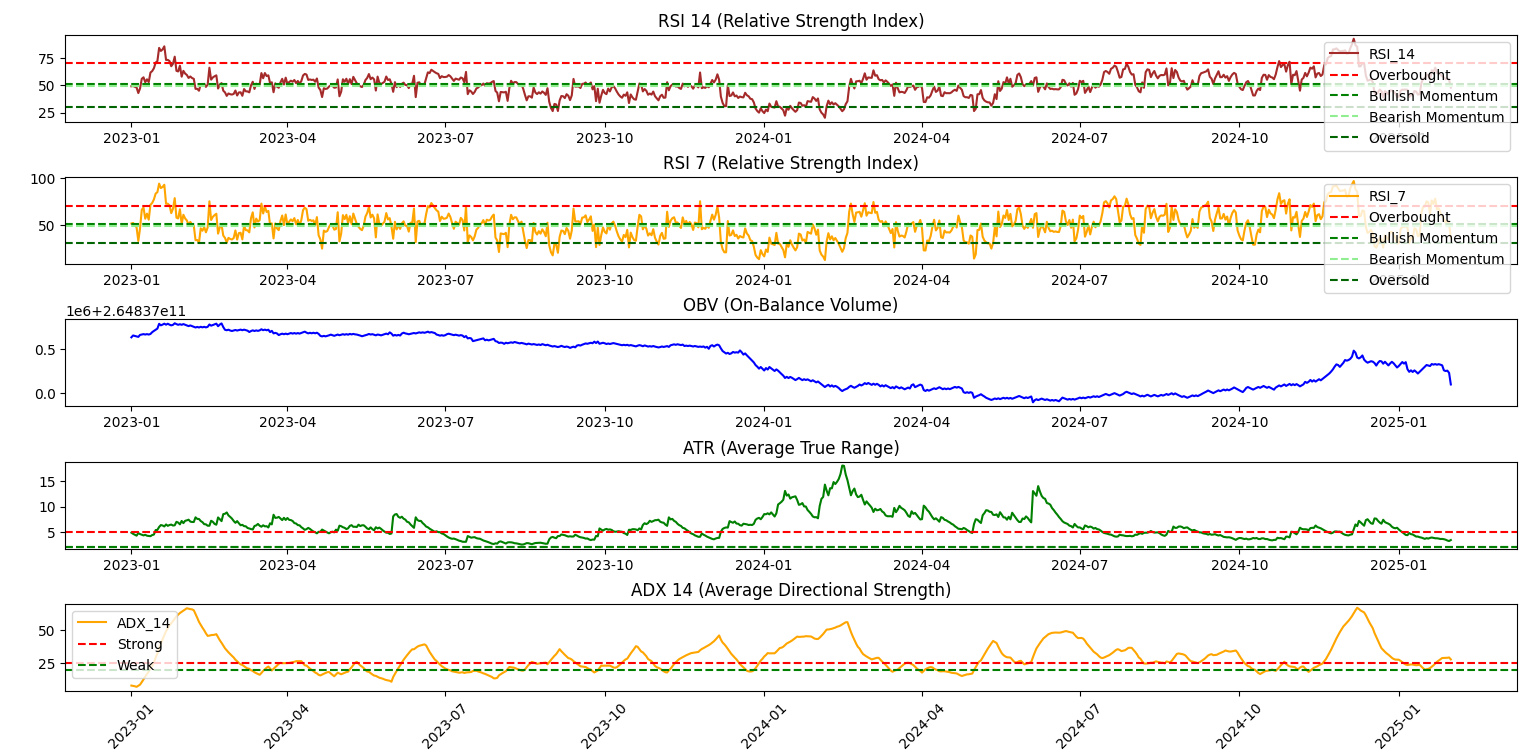 RSI 14 (Relative Strength Index)
75
50
25
RSI_14
Overbought
Bullish Momentum
Bearish Momentum
Oversold
2023-01 2023-04 2023-07 2023-10 2024-01 2024-04 2024-07 2024-10
RSI 7 (Relative Strength Index)
100
50
RSI_7
Overbought
Bullish Momentum
Bearish Momentum
Oversold
2023-01 2023-04 2023-07 2023-10 2024-01 2024-04 2024-07 2024-10
OBV (On-Balance Volume)
1e6+2.64837e11
0.5
0.0
2023-01 2023-04 2023-07 2023-10 2024-01 2024-04 2024-07 2024-10 2025-01
ATR (Average True Range)
15
10
5
2023-01 2023-04 2023-07 2023-10 2024-01 2024-04 2024-07 2024-10 2025-01
ADX 14 (Average Directional Strength)
50
25
ADX_14
Strong
Weak
2023-01 2023-04 2023-07 2023-10 2024-01 2024-04 2024-07 2024-10 2025-01